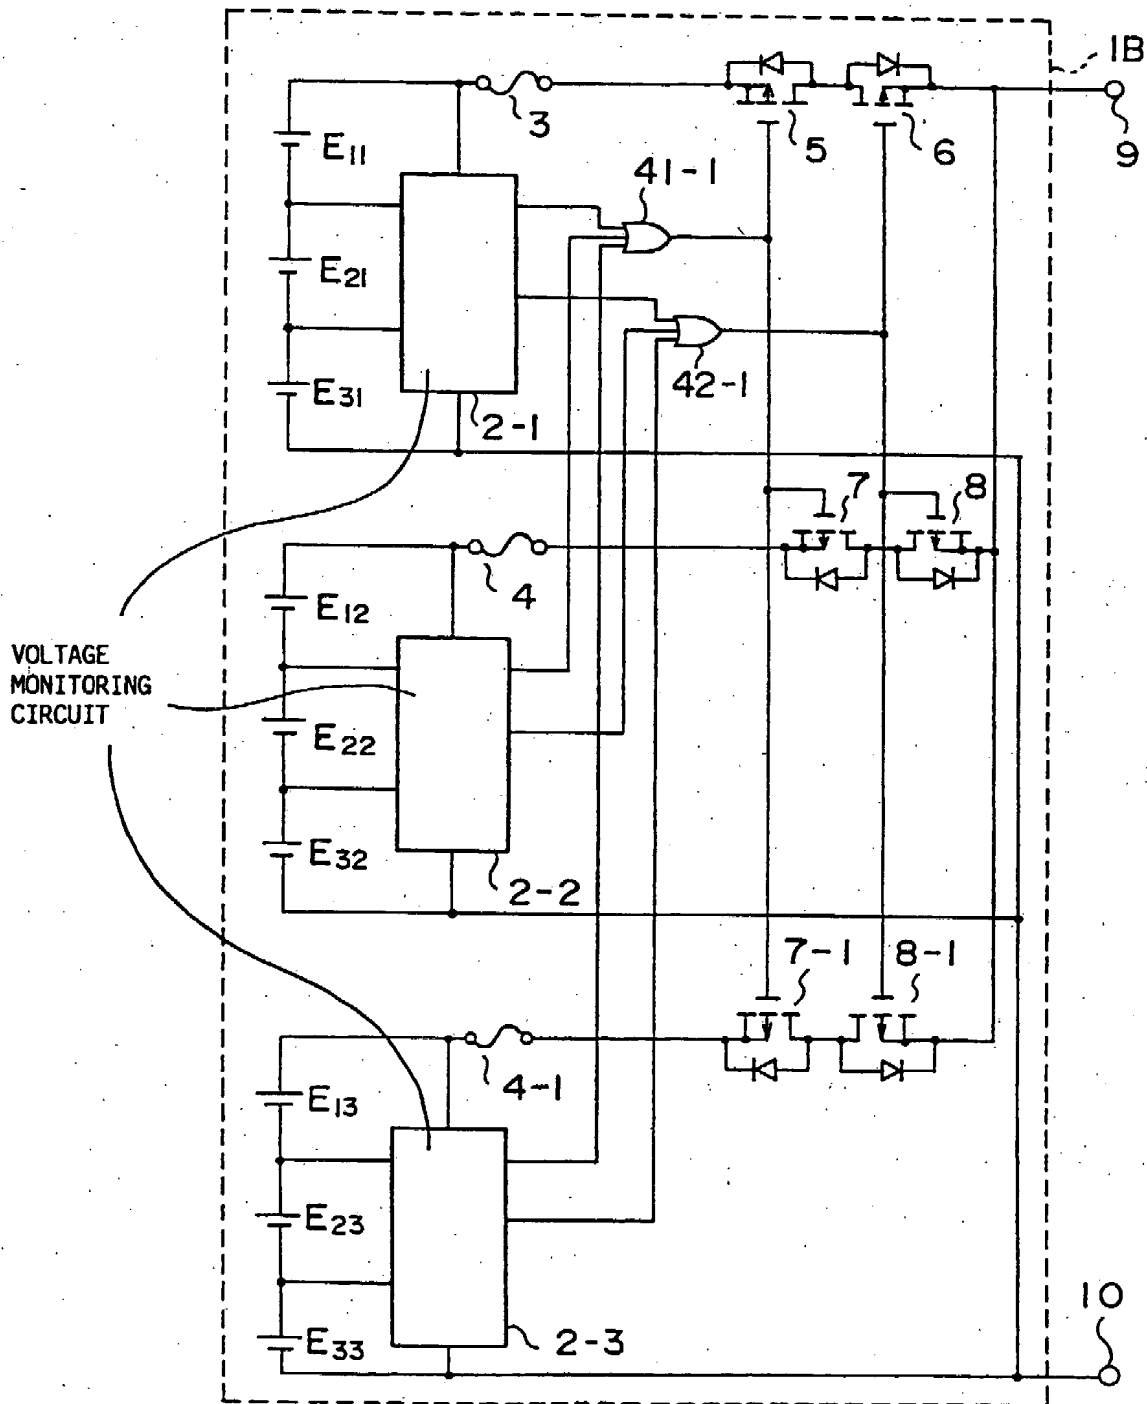 1B
3
5
6
9
E11
41-1
E21
42-1
E31
2-1
7
8
4
E12
VOLTAGE
MONITORING
CIRCUIT
E22
E32
2-2
7-1
8-1
4-1
E13
E23
10
E33
2-3